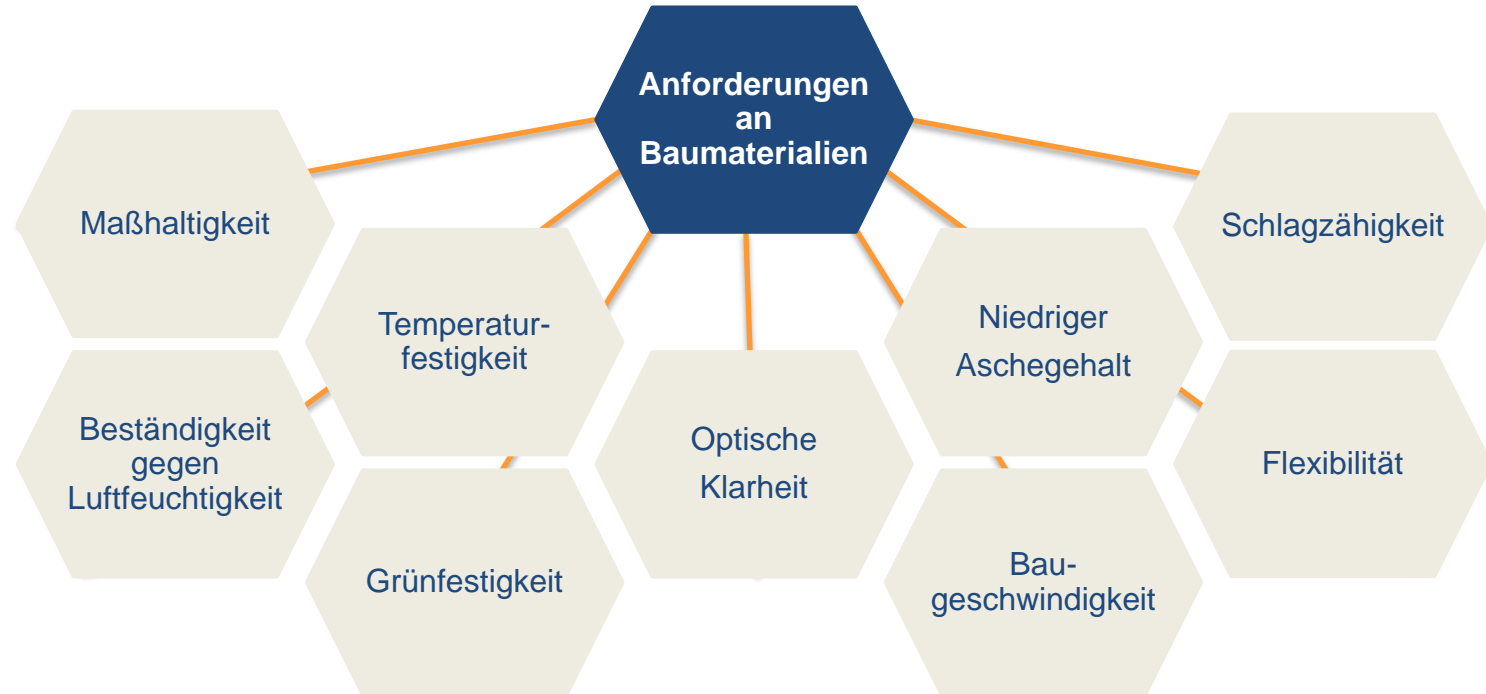 Anforderungen
an
Baumaterialien
Maßhaltigkeit
Schlagzähigkeit
Temperatur-
festigkeit
Niedriger
Aschegehalt
Beständigkeit
gegen
Luftfeuchtigkeit
Optische
Klarheit
Flexibilität
Grünfestigkeit
Bau-
geschwindigkeit